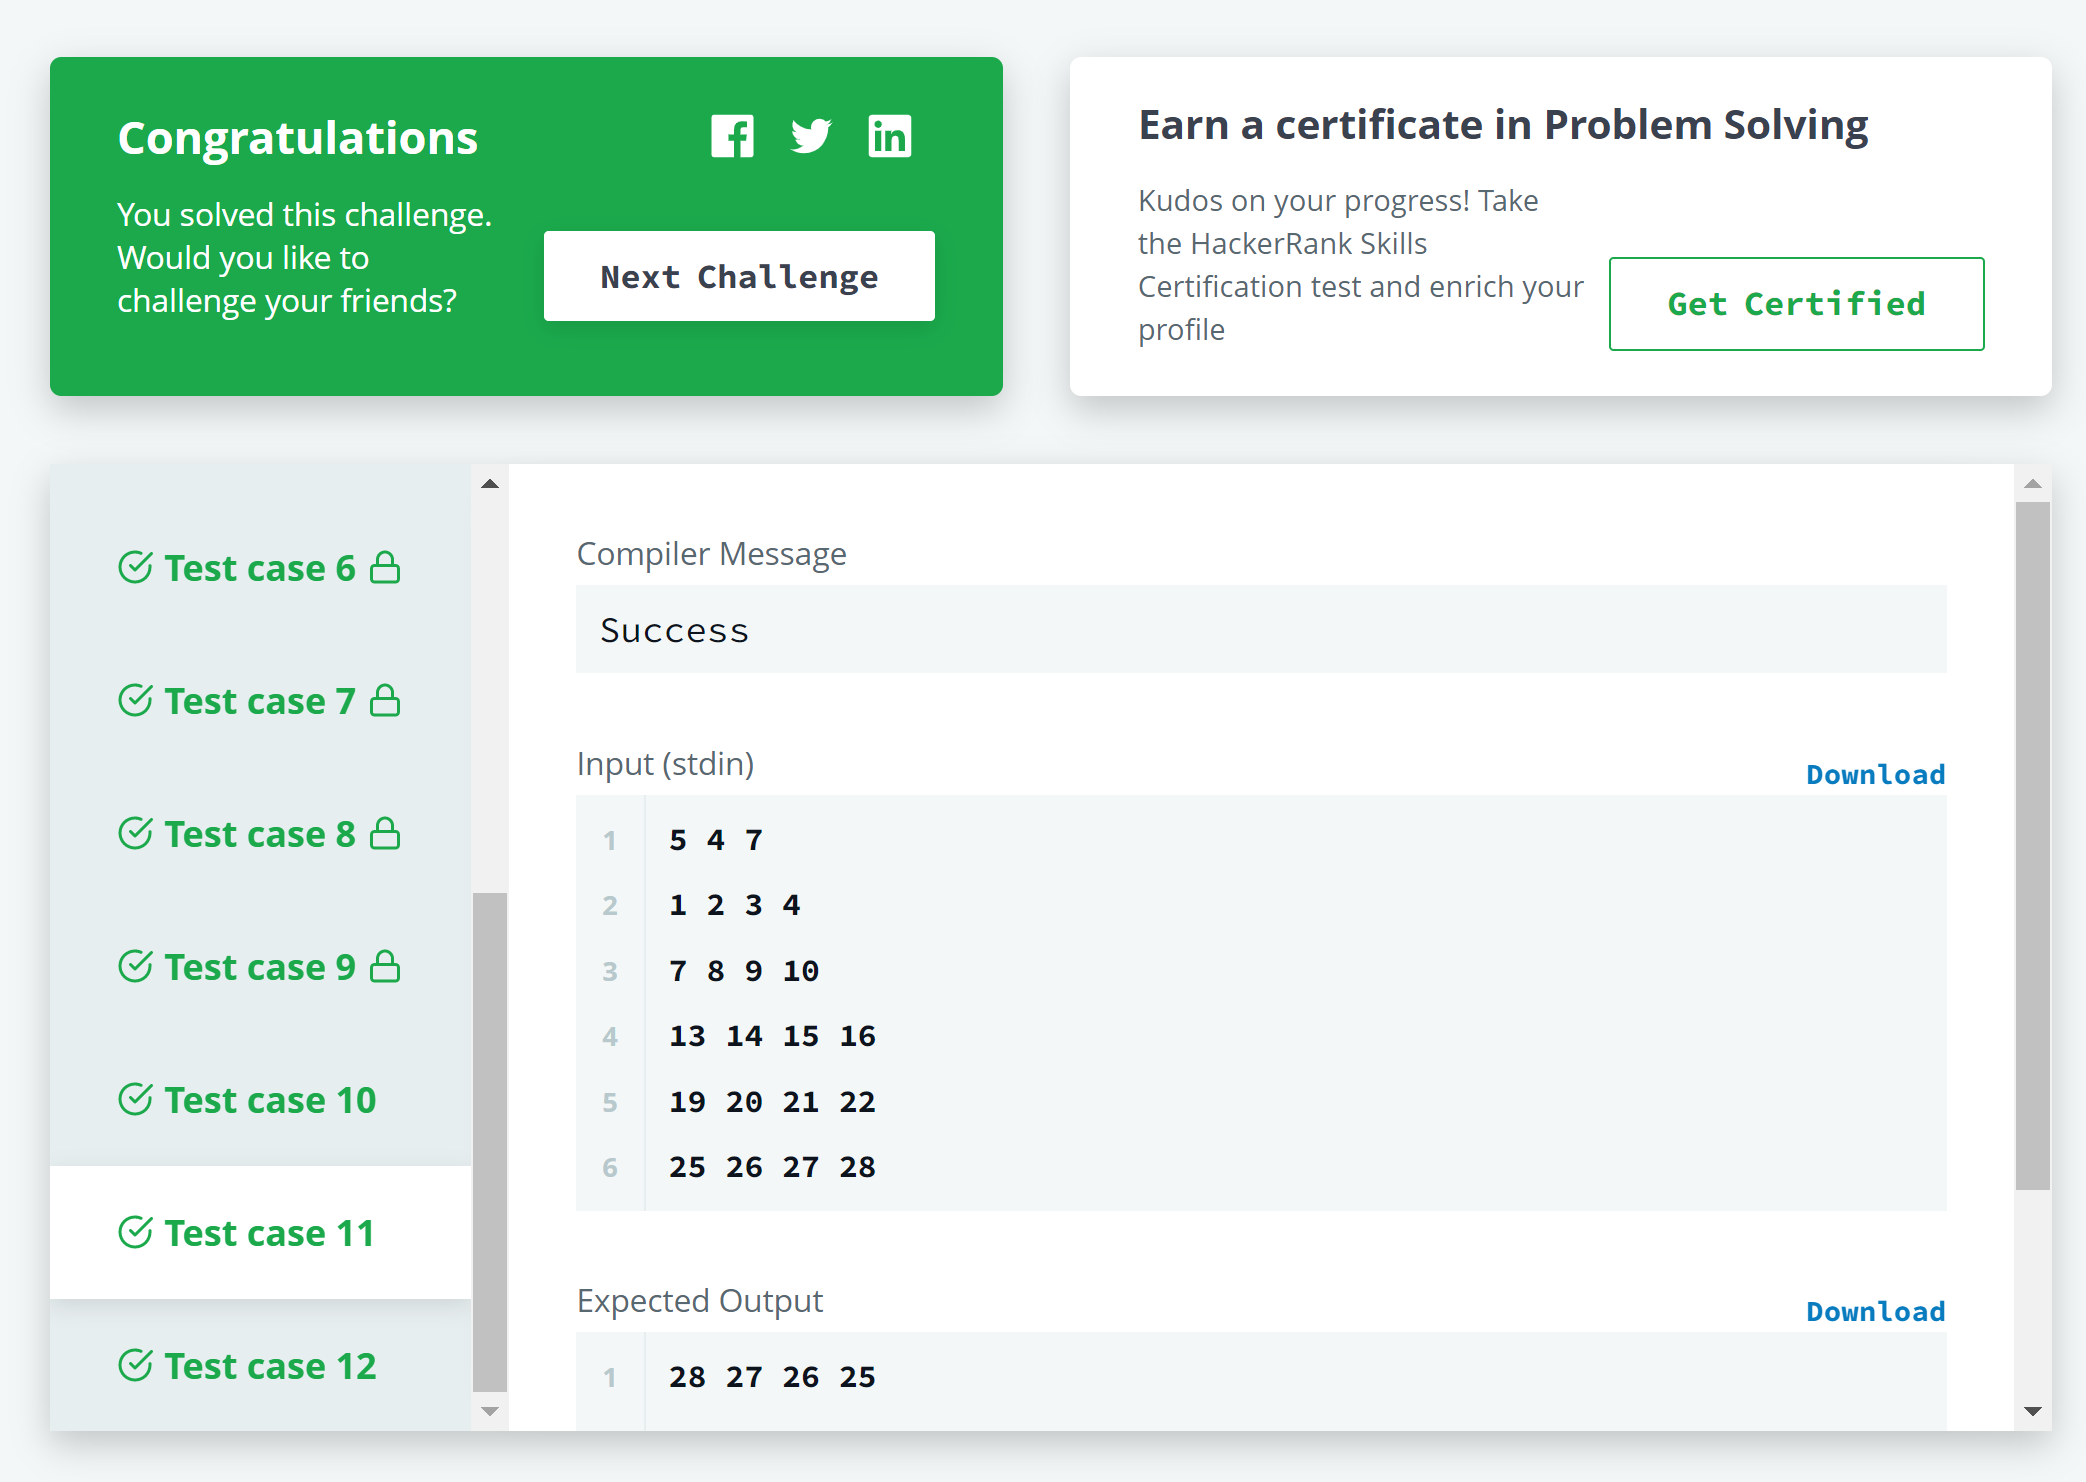 Congratulations
You solved this challenge.
Would you like to
challenge your friends?
Next Challenge
Earn a certificate in Problem Solving
Kudos on your progress! Take
the HackerRank Skills
Certification test and enrich your
profile
Get Certified
Test case 6
Test case 7
Test case 8
Test case 9
Test case 10
Test case 11
Test case 12
Compiler Message
Success
Input (stdin)
Download
1 5 4 7
2 1 2 3 4
3 7 8 9 10
4 13 14 15 16
5 19 20 21 22
6 25 26 27 28
Expected Output
Download
1 28 27 26 25